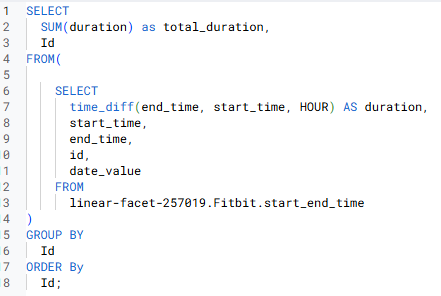 1 SELECT
2 SUM(duration) as total_duration,
3 Id
4 FROM(
5
6 SELECT
7 time_diff(end_time, start_time, HOUR) AS duration,
8 start_time,
9 end_time,
0 id,
1 date_value
2 FROM
3 linear-facet-257019.Fitbit.start_end_time
4 )
5 GROUP BY
6 Id
7 ORDER By
8 Id;